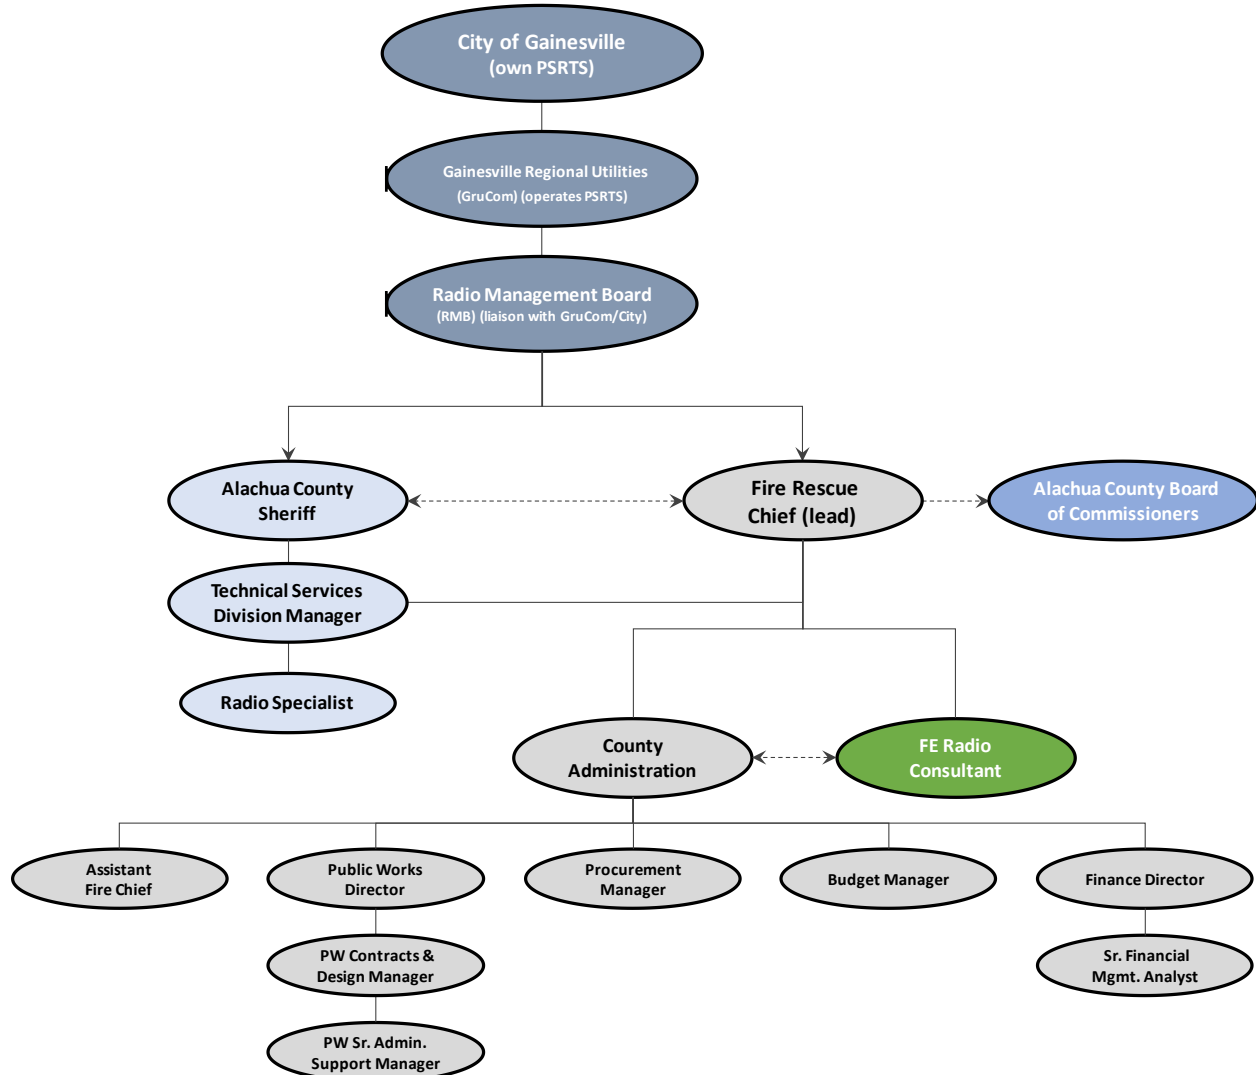 City of Gainesville
(own PSRTS)
Gainesville Regional Utilities
(GruCom) (operates PSRTS)
Radio Management Board
(RMB) (liaison with GruCom/City)
Alachua County
Sheriff
Fire Rescue
Chief (lead)
Alachua County Board
of Commissioners
Technical Services
Division Manager
Radio Specialist
County
Administration
FE Radio
Consultant
Assistant
Fire Chief
Public Works
Director
Procurement
Manager
Budget Manager
Finance Director
PW Contracts &
Design Manager
Sr. Financial
Mgmt. Analyst
PW Sr. Admin.
Support Manager